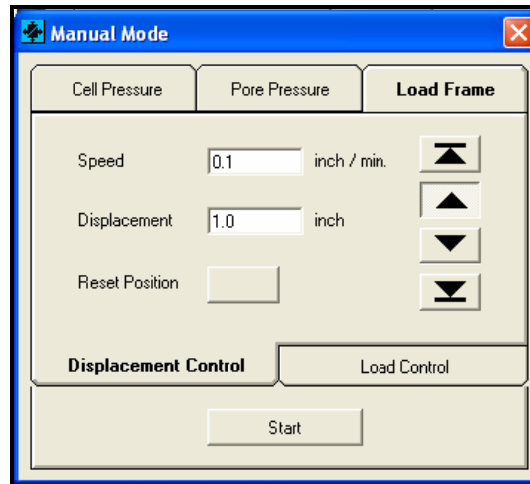 Manual Mode
Cell Pressure Pore Pressure Load Frame
Speed 0.1 inch / min.
Displacement 1.0 inch
Reset Position
Displacement Control Load Control
Start